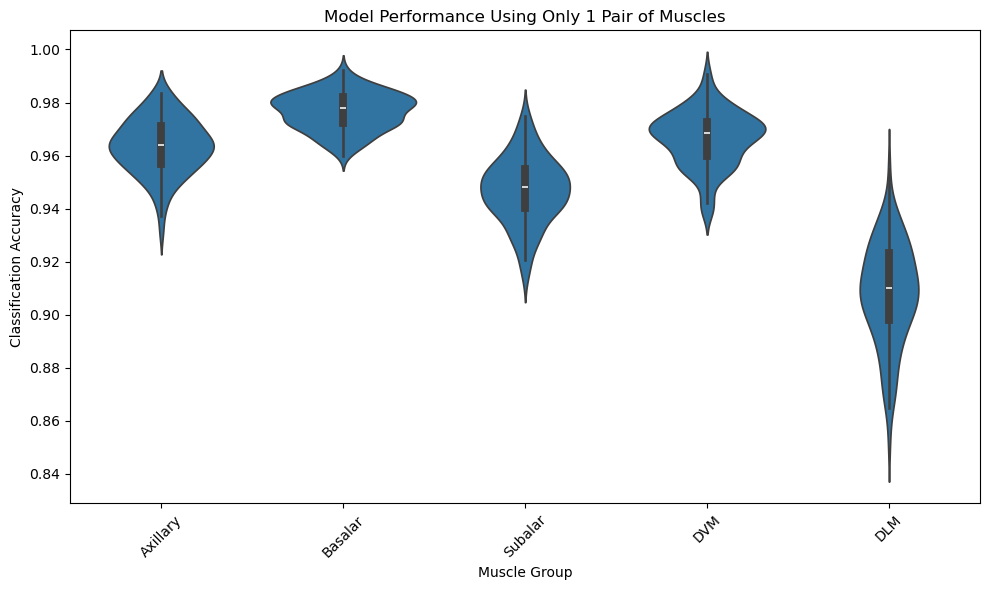 Model Performance Using Only 1 Pair of Muscles
1.00
0.98
0.96
0.94
0.92
0.90
0.88
0.86
0.84
Classification Accuracy
Axillary
Basalar
Subalar
DVM
DLM
Muscle Group